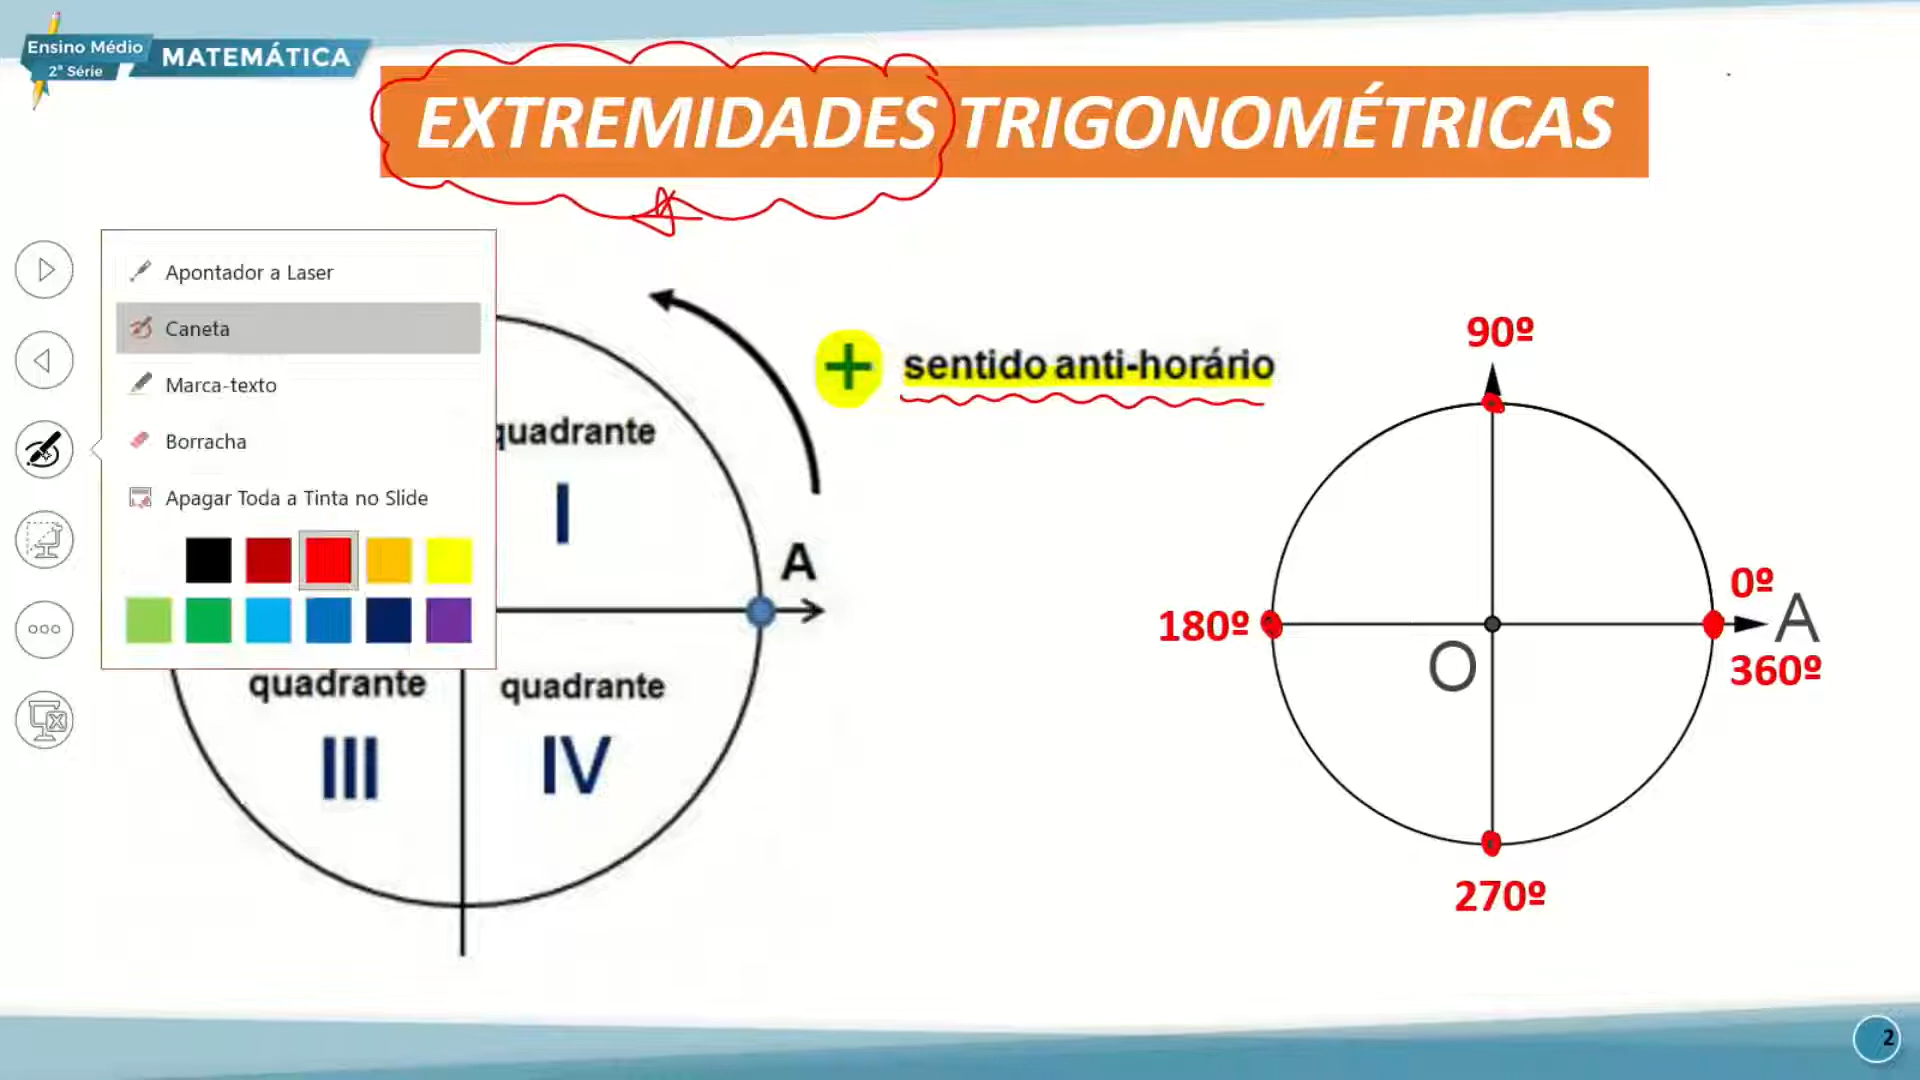 Ensino Médio
2ª Série
MATEMÁTICA
EXTREMIDADES TRIGONOMÉTRICAS
Apontador a Laser
Caneta
Marca-texto
Borracha
Apagar Toda a Tinta no Slide
quadrante
I
A
+ sentido anti-horário
quadrante
III
quadrante
IV
90º
180º
0º
A
360º
O
270º
2